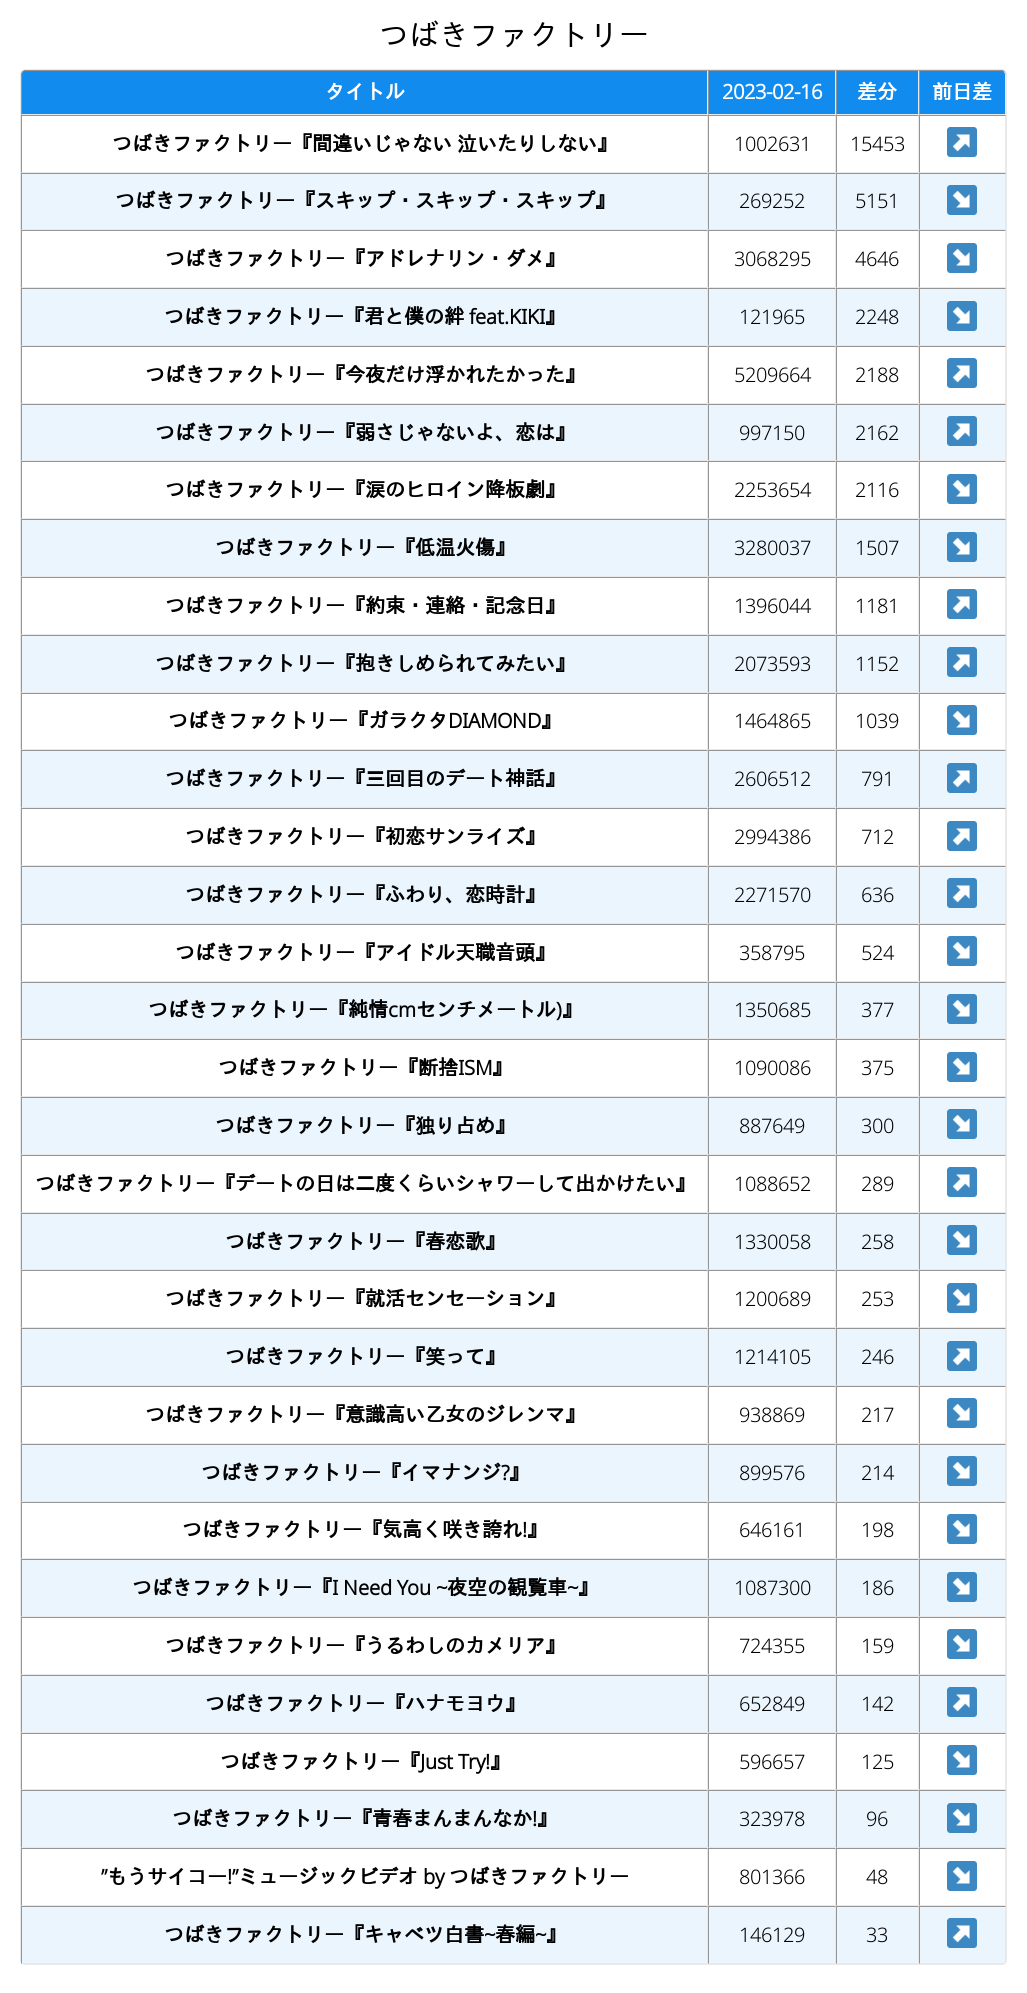 つばきファクトリー
タイトル 2023-02-16 差分 前日差
つばきファクトリー『間違いじゃない 泣いたりしない』 1002631 15453 ↗
つばきファクトリー『スキップ・スキップ・スキップ』 269252 5151 ↘
つばきファクトリー『アドレナリン・ダメ』 3068295 4646 ↘
つばきファクトリー『君と僕の絆 feat.KIKI』 121965 2248 ↘
つばきファクトリー『今夜だけ浮かれたかった』 5209664 2188 ↗
つばきファクトリー『弱さじゃないよ、恋は』 997150 2162 ↗
つばきファクトリー『涙のヒロイン降板劇』 2253654 2116 ↘
つばきファクトリー『低温火傷』 3280037 1507 ↘
つばきファクトリー『約束・連絡・記念日』 1396044 1181 ↗
つばきファクトリー『抱きしめられてみたい』 2073593 1152 ↗
つばきファクトリー『ガラクタDIAMOND』 1464865 1039 ↘
つばきファクトリー『三回目のデート神話』 2606512 791 ↗
つばきファクトリー『初恋サンライズ』 2994386 712 ↗
つばきファクトリー『ふわり、恋時計』 2271570 636 ↗
つばきファクトリー『アイドル天職音頭』 358795 524 ↘
つばきファクトリー『純情cmセンチメートル)』 1350685 377 ↘
つばきファクトリー『断捨ISM』 1090086 375 ↘
つばきファクトリー『独り占め』 887649 300 ↘
つばきファクトリー『デートの日は二度くらいシャワーして出かけたい』 1088652 289 ↗
つばきファクトリー『春恋歌』 1330058 258 ↘
つばきファクトリー『就活センセーション』 1200689 253 ↘
つばきファクトリー『笑って』 1214105 246 ↗
つばきファクトリー『意識高い乙女のジレンマ』 938869 217 ↘
つばきファクトリー『イマナンジ?』 899576 214 ↘
つばきファクトリー『気高く咲き誇れ!』 646161 198 ↘
つばきファクトリー『I Need You ~夜空の観覧車~』 1087300 186 ↘
つばきファクトリー『うるわしのカメリア』 724355 159 ↘
つばきファクトリー『ハナモヨウ』 652849 142 ↗
つばきファクトリー『Just Try!』 596657 125 ↘
つばきファクトリー『青春まんまんなか!』 323978 96 ↘
”もうサイコー!”ミュージックビデオ by つばきファクトリー 801366 48 ↘
つばきファクトリー『キャベツ白書~春編~』 146129 33 ↗